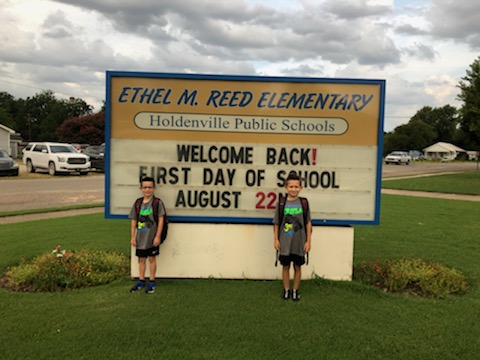 ETHEL M. REED ELEMENTARY
Holdenville Public Schools
WELCOME BACK!
FIRST DAY OF SCHOOL
AUGUST 22